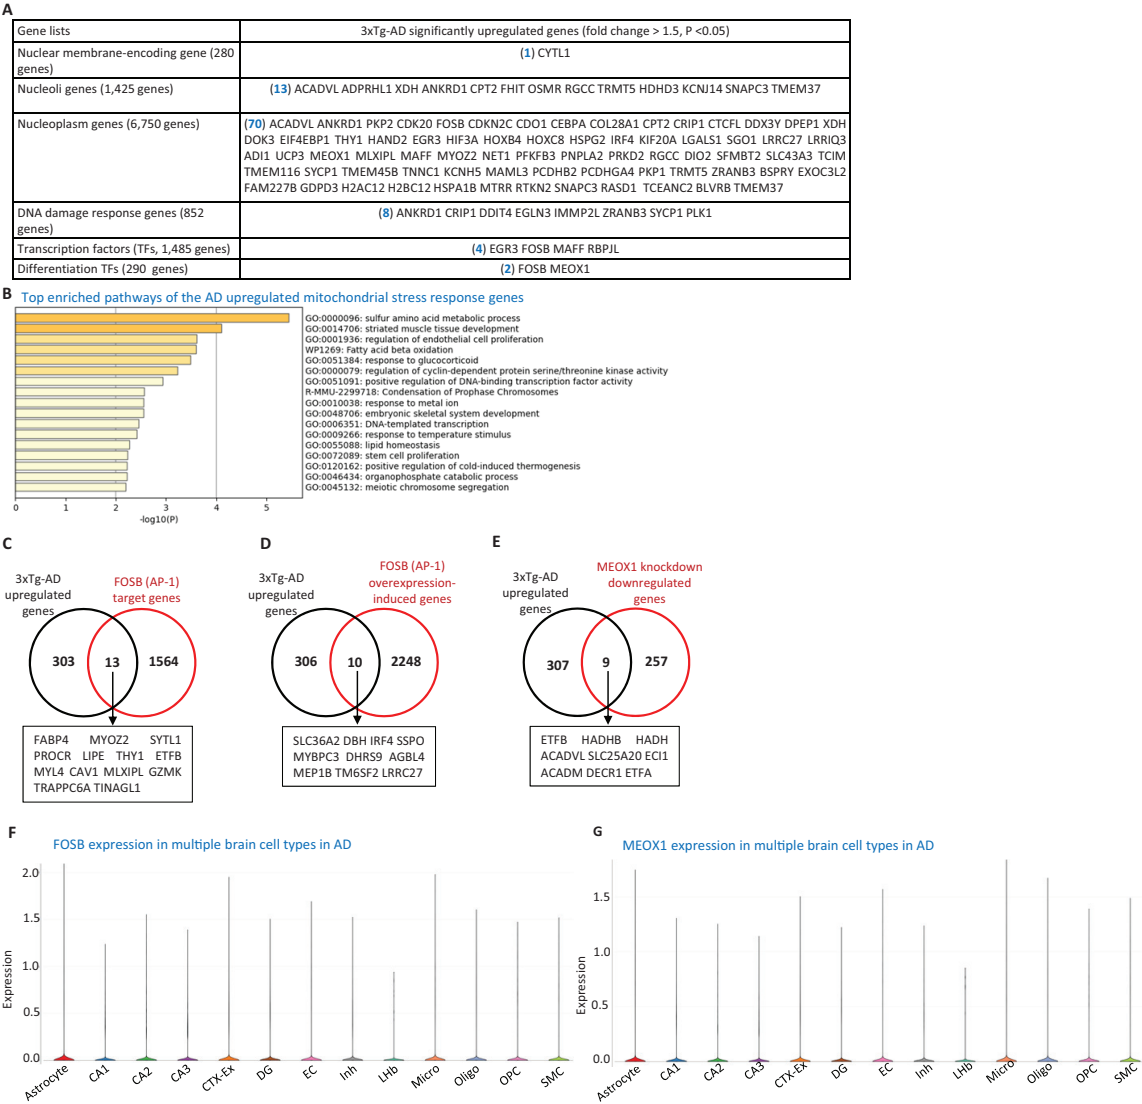 A
Gene lists
3xTg-AD significantly upregulated genes (fold change > 1.5, P <0.05)
Nuclear membrane-encoding gene (280
genes)
(1) CYTL1
Nucleoli genes (1,425 genes)
(13) ACADVL ADPRHL1 XDH ANKRD1 CPT2 FHIT OSMR RGCC TRMT5 HDHD3 KCNJ14 SNAPC3 TMEM37
Nucleoplasm genes (6,750 genes)
(70) ACADVL ANKRD1 PKP2 CDK20 FOSB CDKN2C CDO1 CEBPA COL28A1 CPT2 CRIP1 CTCFL DDX3Y DPEP1 XDH
DOK3 EIF4EBP1 THY1 HAND2 EGR3 HIF3A HOXB4 HOXC8 HSPG2 IRF4 KIF20A LGALS1 SGO1 LRRC27 LRRIQ3
ADI1 UCP3 MEOX1 MLXIPL MAFF MYOZ2 NET1 PFKFB3 PNPLA2 PRKD2 RGCC DIO2 SFMBT2 SLC43A3 TCIM
TMEM116 SYCP1 TMEM45B TNNC1 KCNH5 MAML3 PCDHB2 PCDHGA4 PKP1 TRMT5 ZRANB3 BSPRY EXOC3L2
FAM227B GDPD3 H2AC12 H2BC12 HSPA1B MTRR RTKN2 SNAPC3 RASD1 TCEANC2 BLVRB TMEM37
DNA damage response genes (852
genes)
(8) ANKRD1 CRIP1 DDIT4 EGLN3 IMMP2L ZRANB3 SYCP1 PLK1
Transcription factors (TFs, 1,485 genes)
(4) EGR3 FOSB MAFF RBPJL
Differentiation TFs (290 genes)
(2) FOSB MEOX1
B
Top enriched pathways of the AD upregulated mitochondrial stress response genes
GO:0000096: sulfur amino acid metabolic process
GO:0014706: striated muscle tissue development
GO:0001936: regulation of endothelial cell proliferation
WP1269: Fatty acid beta oxidation
GO:0051384: response to glucocorticoid
GO:0000079: regulation of cyclin-dependent protein serine/threonine kinase activity
GO:0051091: positive regulation of DNA-binding transcription factor activity
R-MMU-2299718: Condensation of Prophase Chromosomes
GO:0010038: response to metal ion
GO:0048706: embryonic skeletal system development
GO:0006351: DNA-templated transcription
GO:0009266: response to temperature stimulus
GO:0055088: lipid homeostasis
GO:0072089: stem cell proliferation
GO:0120162: positive regulation of cold-induced thermogenesis
GO:0046434: organophosphate catabolic process
GO:0045132: meiotic chromosome segregation
0 1 2 3 4 5
-log10(P)
C
3xTg-AD
upregulated
genes
FOSB (AP-1)
target genes
303 13 1564
FABP4 MYOZ2 SYTL1
PROCR LIPE THY1 ETFB
MYL4 CAV1 MLXIPL GZMK
TRAPPC6A TINAGL1
D
3xTg-AD
upregulated
genes
FOSB (AP-1)
overexpression-
induced genes
306 10 2248
SLC36A2 DBH IRF4 SSPO
MYBPC3 DHRS9 AGBL4
MEP1B TM6SF2 LRRC27
E
3xTg-AD
upregulated
genes
MEOX1 knockdown
downregulated
genes
307 9 257
ETFB HADHB HADH
ACADVL SLC25A20 ECI1
ACADM DECR1 ETFA
F
FOSB expression in multiple brain cell types in AD
Expression
2.0
1.5
1.0
0.5
0.0
Astrocyte CA1 CA2 CA3 CTX-Ex DG EC Inh LHb Micro Oligo OPC SMC
G
MEOX1 expression in multiple brain cell types in AD
Expression
1.5
1.0
0.5
0.0
Astrocyte CA1 CA2 CA3 CTX-Ex DG EC Inh LHb Micro Oligo OPC SMC